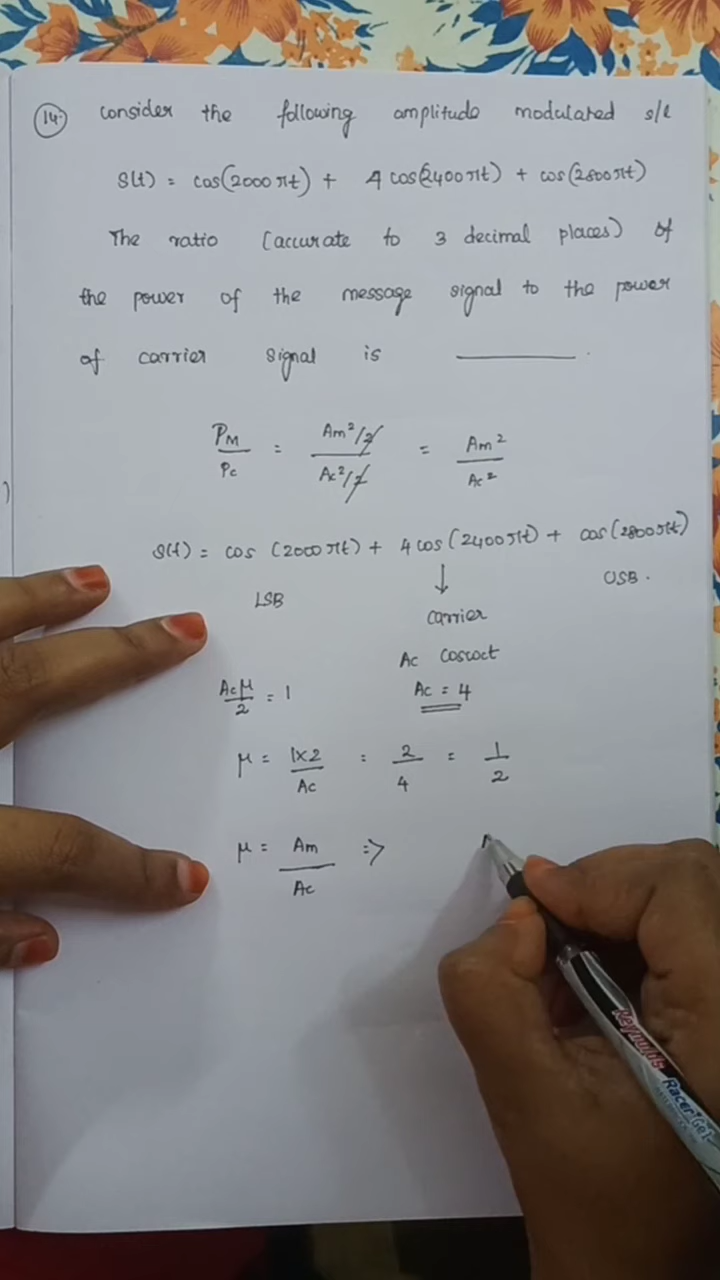 14. consider the following amplitude modulated s/l
S(t) = cos(2000πt) + 4 cos(2400πt) + cos(2800πt)
The ratio (accurate to 3 decimal places) of
the power of the message signal to the power
of carrier signal is ________.
PM/Pc = (Am²/2)/(Ac²/2) = Am²/Ac²
S(t) = cos (2000πt) + 4 cos (2400πt) + cos (2800πt)
LSB ↓ USB.
carrier
Ac cosωct
Acμ/2 = 1 Ac = 4
μ = 1×2/Ac = 2/4 = 1/2
μ = Am/Ac =>
Reynolds Racer Gel